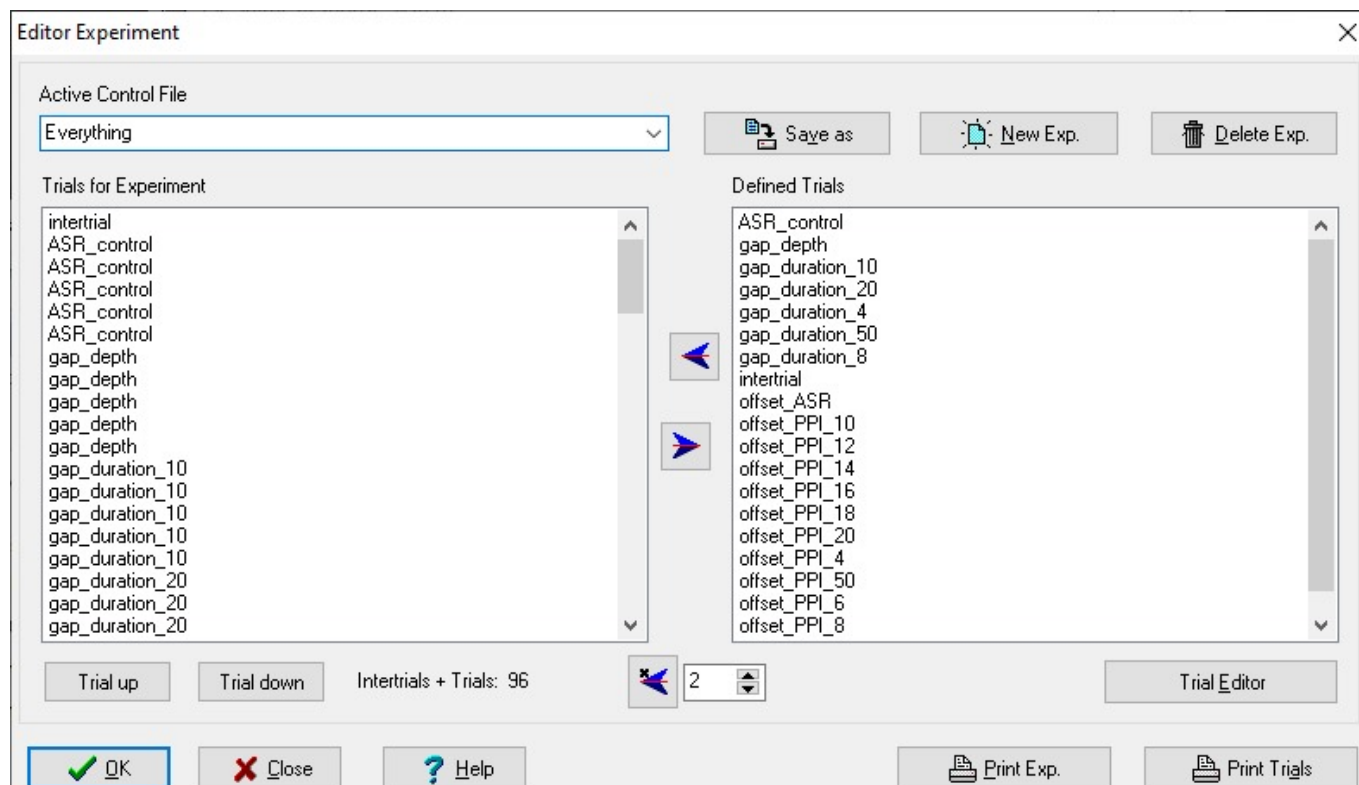 Editor Experiment
Active Control File
Everything
Save as
New Exp.
Delete Exp.
Trials for Experiment
intertrial
ASR_control
ASR_control
ASR_control
ASR_control
ASR_control
gap_depth
gap_depth
gap_depth
gap_depth
gap_depth
gap_duration_10
gap_duration_10
gap_duration_10
gap_duration_10
gap_duration_10
gap_duration_20
gap_duration_20
gap_duration_20
Defined Trials
ASR_control
gap_depth
gap_duration_10
gap_duration_20
gap_duration_4
gap_duration_50
gap_duration_8
intertrial
offset_ASR
offset_PPI_10
offset_PPI_12
offset_PPI_14
offset_PPI_16
offset_PPI_18
offset_PPI_20
offset_PPI_4
offset_PPI_50
offset_PPI_6
offset_PPI_8
Trial up
Trial down
Intertrials + Trials: 96
2
Trial Editor
OK
Close
Help
Print Exp.
Print Trials